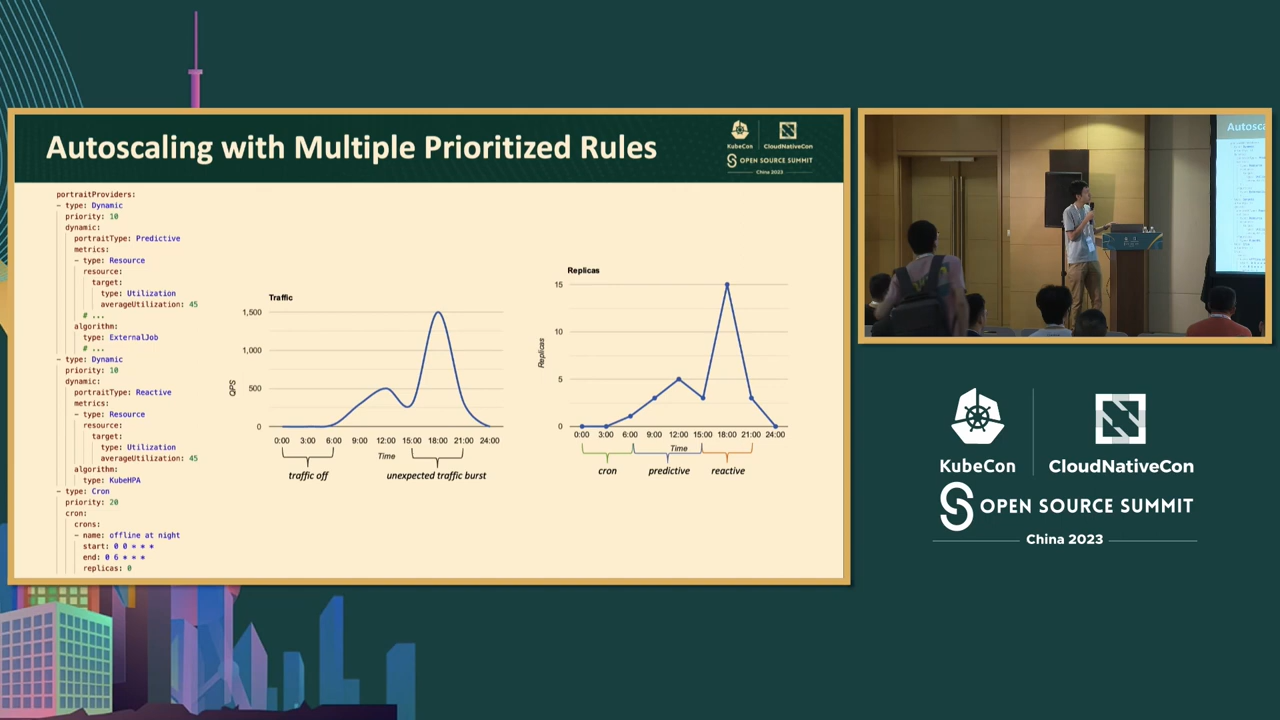 Autoscaling with Multiple Prioritized Rules
KubeCon
CloudNativeCon
OPEN SOURCE SUMMIT
China 2023
portraitProviders:
- type: Dynamic
priority: 10
dynamic:
portraitType: Predictive
metrics:
- type: Resource
resource:
target:
type: Utilization
averageUtilization: 45
# ...
algorithm:
type: ExternalJob
# ...
- type: Dynamic
priority: 10
dynamic:
portraitType: Reactive
metrics:
- type: Resource
resource:
target:
type: Utilization
averageUtilization: 45
algorithm:
type: KubeHPA
- type: Cron
priority: 20
cron:
crons:
- name: offline at night
start: 0 0 * * *
end: 0 6 * * *
replicas: 0
Traffic
1,500
1,000
500
0
QPS
0:00 3:00 6:00 9:00 12:00 15:00 18:00 21:00 24:00
Time
traffic off
unexpected traffic burst
Replicas
15
10
5
0
Replicas
0:00 3:00 6:00 9:00 12:00 15:00 18:00 21:00 24:00
Time
cron
predictive
reactive
Autosca
KubeCon
CloudNativeCon
OPEN SOURCE SUMMIT
China 2023